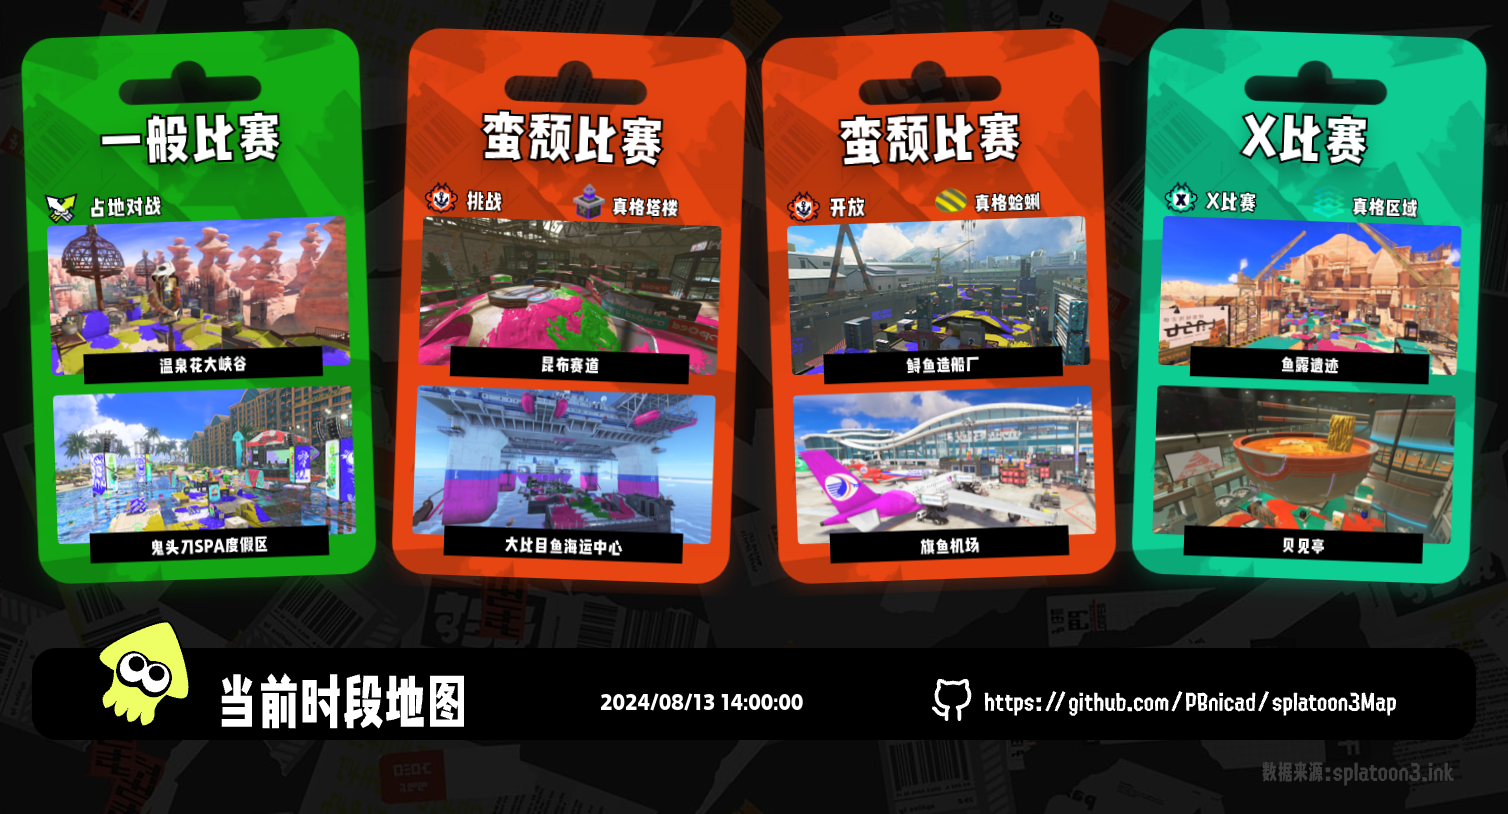 一般比赛
占地对战
温泉花大峡谷
鬼头刀SPA度假区
蛮颓比赛
挑战
真格塔楼
昆布赛道
大比目鱼海运中心
蛮颓比赛
开放
真格蛤蜊
鲟鱼造船厂
旗鱼机场
X比赛
X比赛
真格区域
鱼露遗迹
贝见亭
当前时段地图
2024/08/13 14:00:00
https://github.com/PBnicad/splatoon3Map
数据来源:splatoon3.ink